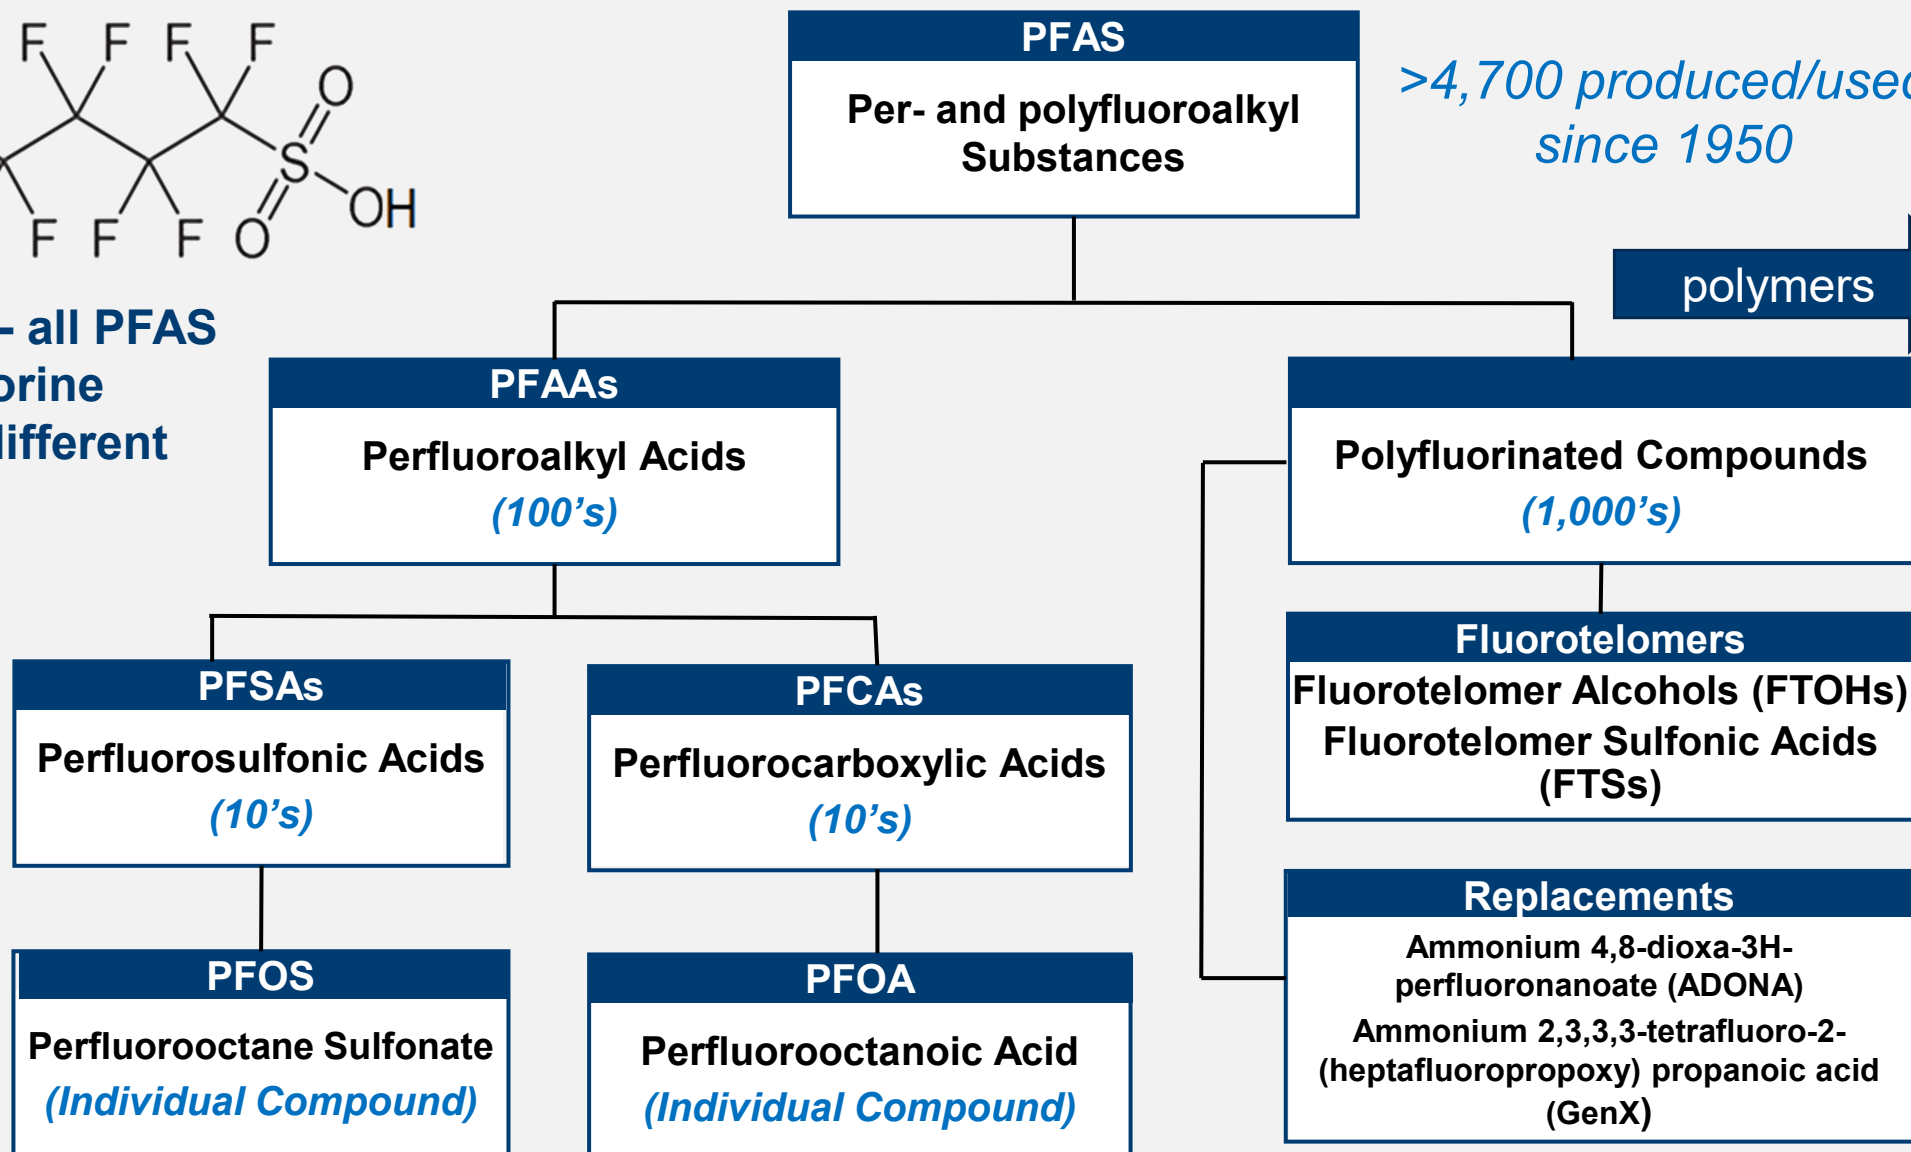 F F F F
O
S
OH
F F F O
PFAS
Per- and polyfluoroalkyl
Substances
>4,700 produced/used
since 1950
polymers
- all PFAS
orine
different
PFAAs
Perfluoroalkyl Acids
(100's)
Polyfluorinated Compounds
(1,000's)
PFSAs
Perfluorosulfonic Acids
(10's)
PFCAs
Perfluorocarboxylic Acids
(10's)
Fluorotelomers
Fluorotelomer Alcohols (FTOHs)
Fluorotelomer Sulfonic Acids
(FTSs)
PFOS
Perfluorooctane Sulfonate
(Individual Compound)
PFOA
Perfluorooctanoic Acid
(Individual Compound)
Replacements
Ammonium 4,8-dioxa-3H-
perfluoronanoate (ADONA)
Ammonium 2,3,3,3-tetrafluoro-2-
(heptafluoropropoxy) propanoic acid
(GenX)